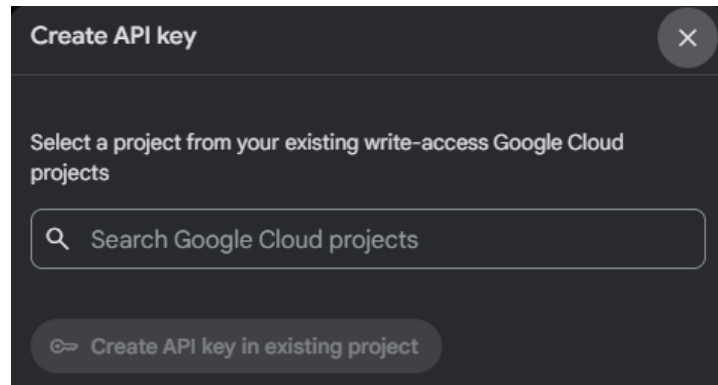 Create API key
Select a project from your existing write-access Google Cloud
projects
Search Google Cloud projects
Create API key in existing project